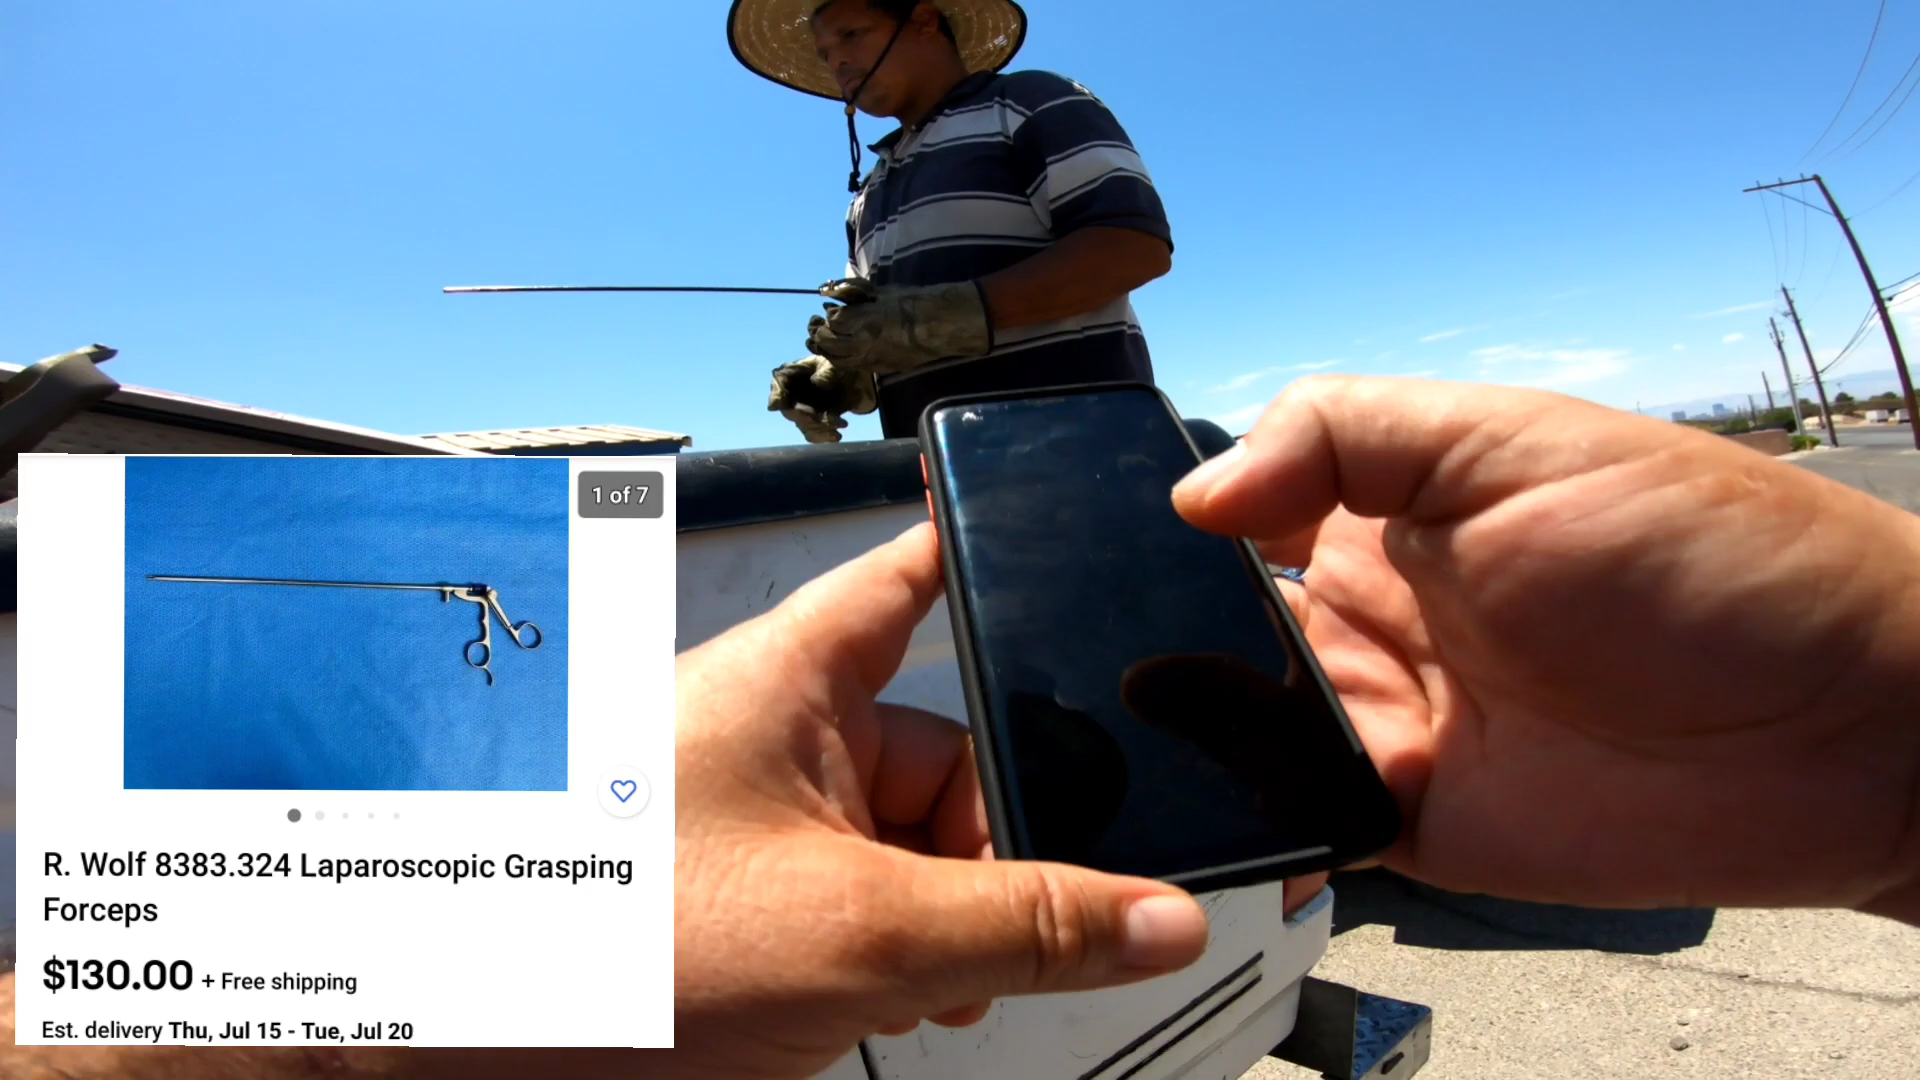 1 of 7
R. Wolf 8383.324 Laparoscopic Grasping
Forceps
$130.00 + Free shipping
Est. delivery Thu, Jul 15 - Tue, Jul 20